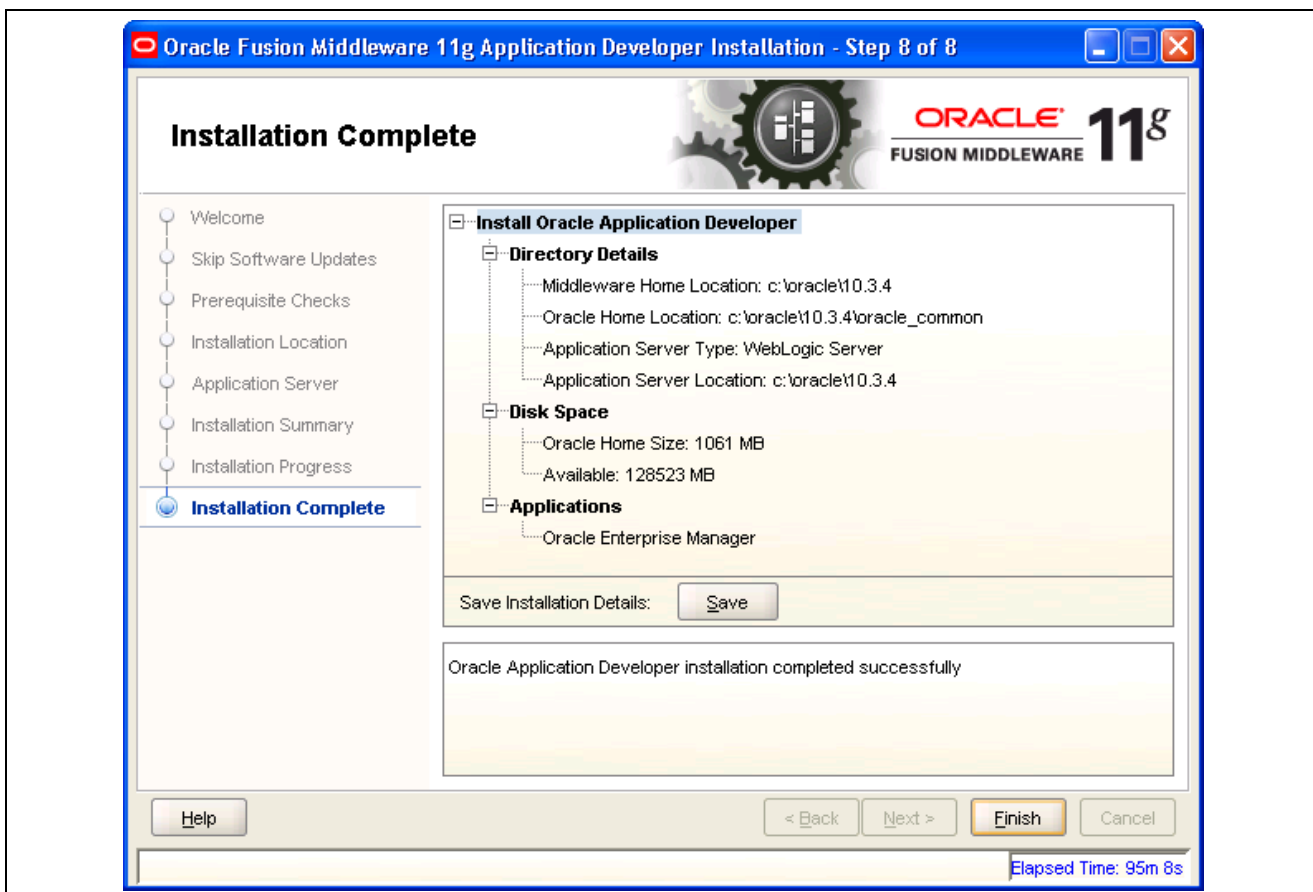 Oracle Fusion Middleware 11g Application Developer Installation - Step 8 of 8
Installation Complete
ORACLE
FUSION MIDDLEWARE
11g
Welcome
Skip Software Updates
Prerequisite Checks
Installation Location
Application Server
Installation Summary
Installation Progress
Installation Complete
Install Oracle Application Developer
Directory Details
Middleware Home Location: c:\oracle\10.3.4
Oracle Home Location: c:\oracle\10.3.4\oracle_common
Application Server Type: WebLogic Server
Application Server Location: c:\oracle\10.3.4
Disk Space
Oracle Home Size: 1061 MB
Available: 128523 MB
Applications
Oracle Enterprise Manager
Save Installation Details: Save
Oracle Application Developer installation completed successfully
Help < Back Next > Finish Cancel
Elapsed Time: 95m 8s